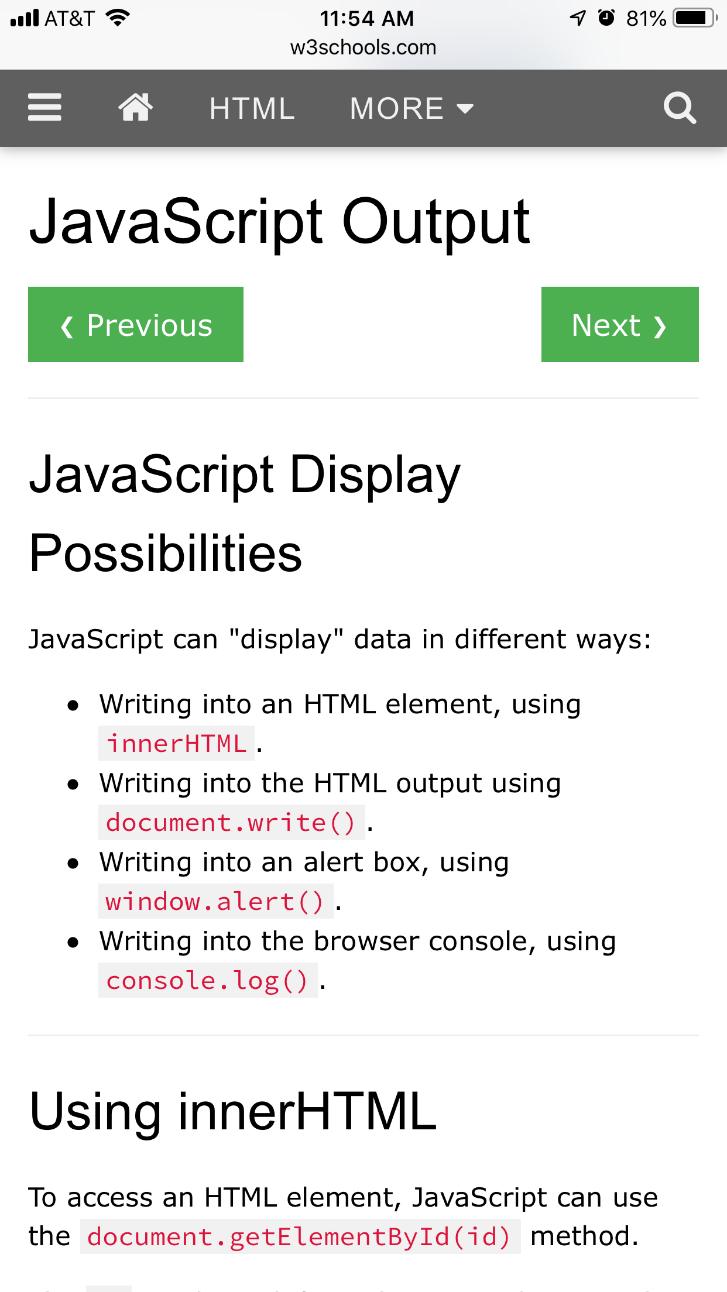 AT&T 11:54 AM 81%
w3schools.com
HTML MORE
JavaScript Output
❮ Previous Next ❯
JavaScript Display
Possibilities
JavaScript can "display" data in different ways:
• Writing into an HTML element, using
innerHTML.
• Writing into the HTML output using
document.write().
• Writing into an alert box, using
window.alert().
• Writing into the browser console, using
console.log().
Using innerHTML
To access an HTML element, JavaScript can use
the document.getElementById(id) method.